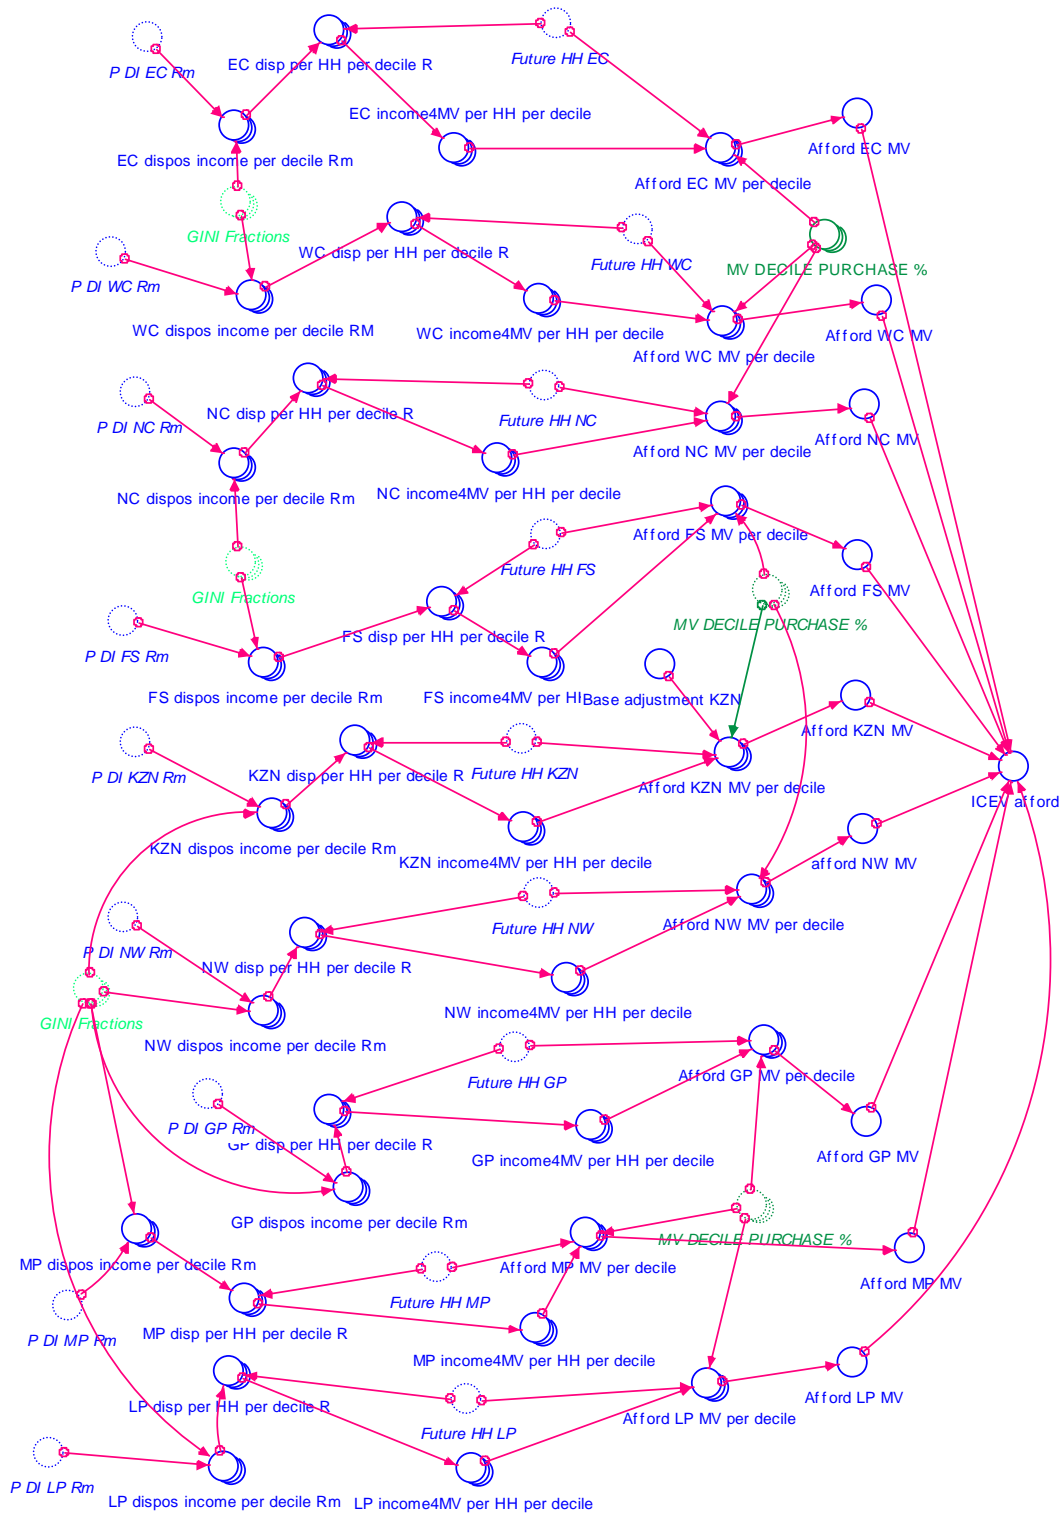 P DI EC Rm
EC disp per HH per decile R
Future HH EC
EC income4MV per HH per decile
Afford EC MV
EC dispos income per decile Rm
Afford EC MV per decile
GINI Fractions
WC disp per HH per decile R
Future HH WC
MV DECILE PURCHASE %
P DI WC Rm
WC dispos income per decile RM
WC income4MV per HH per decile
Afford WC MV per decile
Afford WC MV
NC disp per HH per decile R
Future HH NC
P DI NC Rm
Afford NC MV per decile
Afford NC MV
NC dispos income per decile Rm
NC income4MV per HH per decile
Afford FS MV per decile
Future HH FS
Afford FS MV
GINI Fractions
MV DECILE PURCHASE %
P DI FS Rm
FS disp per HH per decile R
FS dispos income per decile Rm
FS income4MV per HI
Base adjustment KZN
Afford KZN MV
P DI KZN Rm
KZN disp per HH per decile R
Future HH KZN
Afford KZN MV per decile
ICEV afford
KZN dispos income per decile Rm
KZN income4MV per HH per decile
afford NW MV
P DI NW Rm
NW disp per HH per decile R
Future HH NW
Afford NW MV per decile
GINI Fractions
NW dispos income per decile Rm
NW income4MV per HH per decile
Future HH GP
Afford GP MV per decile
P DI GP Rm
GP disp per HH per decile R
GP income4MV per HH per decile
Afford GP MV
GP dispos income per decile Rm
MV DECILE PURCHASE %
MP dispos income per decile Rm
Afford MP MV per decile
Afford MP MV
Future HH MP
P DI MP Rm
MP disp per HH per decile R
MP income4MV per HH per decile
LP disp per HH per decile R
Future HH LP
Afford LP MV per decile
Afford LP MV
P DI LP Rm
LP dispos income per decile Rm
LP income4MV per HH per decile